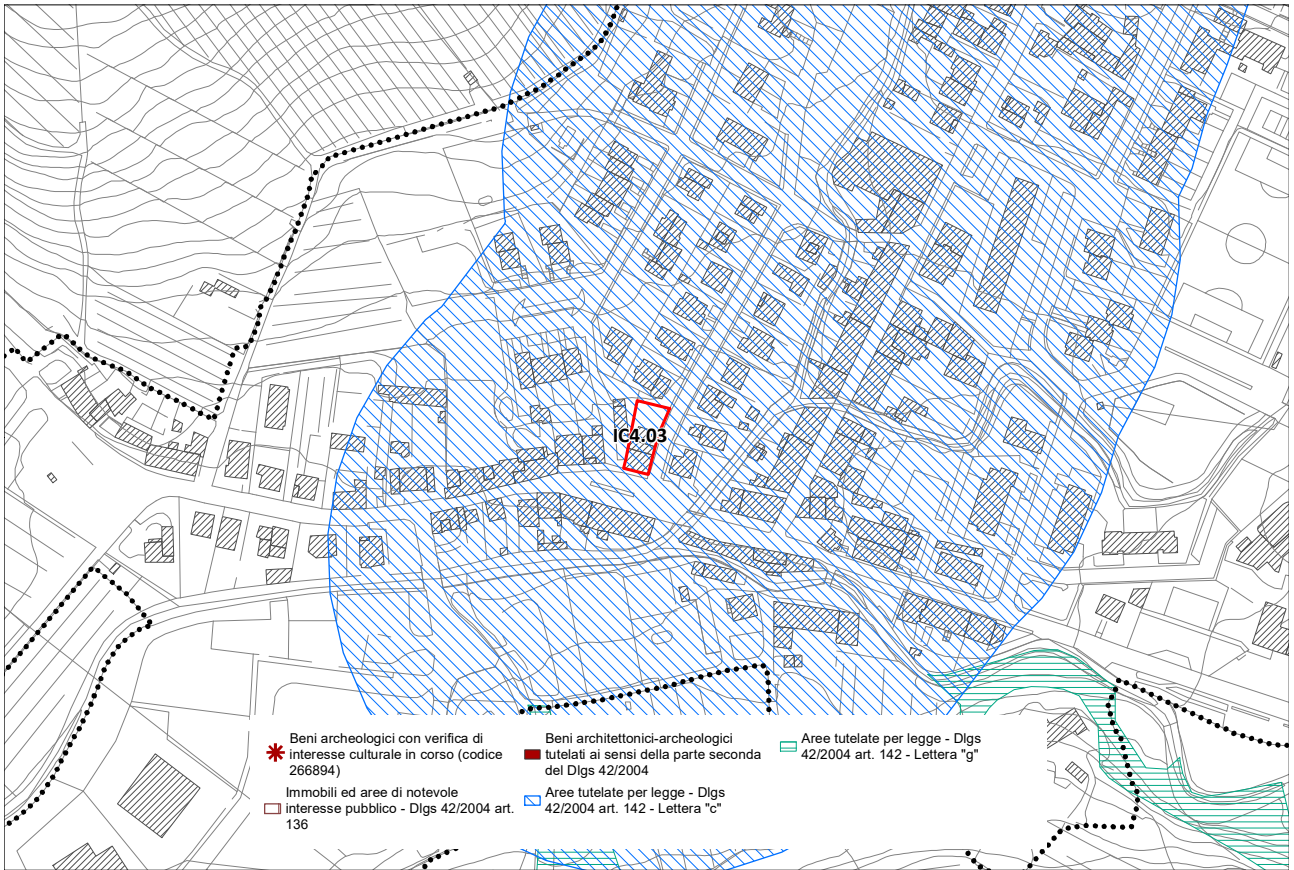 IC4.03
Beni archeologici con verifica di
interesse culturale in corso (codice
266894)
Immobili ed aree di notevole
interesse pubblico - Dlgs 42/2004 art.
136
Beni architettonici-archeologici
tutelati ai sensi della parte seconda
del Dlgs 42/2004
Aree tutelate per legge - Dlgs
42/2004 art. 142 - Lettera "c"
Aree tutelate per legge - Dlgs
42/2004 art. 142 - Lettera "g"